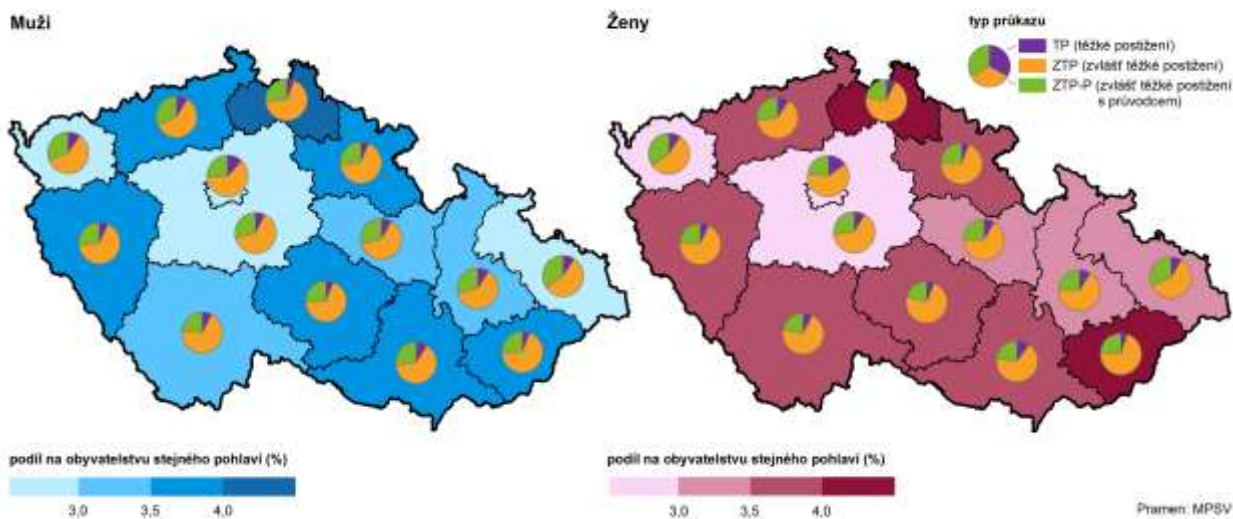 Muži
Ženy
typ průkazu
TP (těžké postižení)
ZTP (zvlášť těžké postižení)
ZTP-P (zvlášť těžké postižení
s průvodcem)
podíl na obyvatelstvu stejného pohlaví (%)
3,0 3,5 4,0
podíl na obyvatelstvu stejného pohlaví (%)
3,0 3,5 4,0
Pramen: MPSV